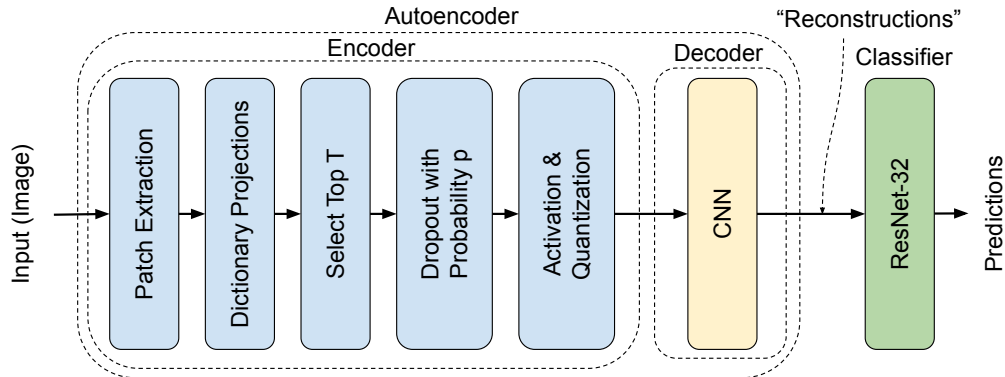 Autoencoder
“Reconstructions”
Encoder
Decoder
Classifier
Input (Image)
Patch Extraction
Dictionary Projections
Select Top T
Dropout with
Probability p
Activation &
Quantization
CNN
ResNet-32
Predictions